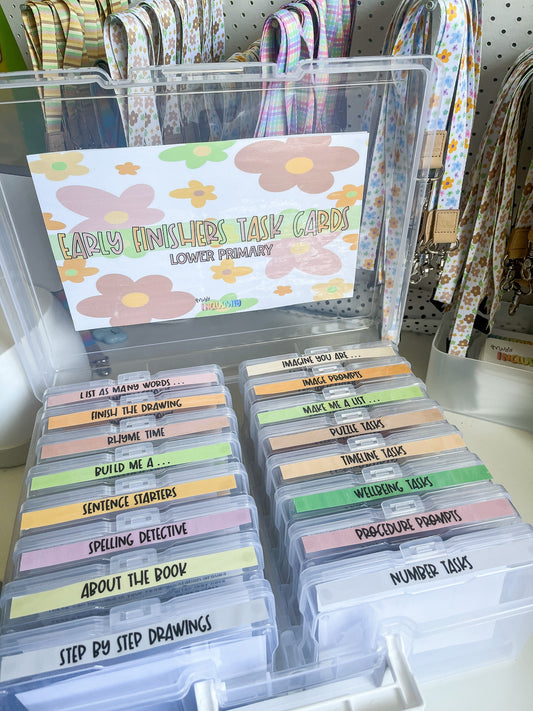 EARLY FINISHERS TASK CARDS
LOWER PRIMARY
INCLUSIVITY
LIST AS MANY WORDS ...
FINISH THE DRAWING
RHYME TIME
BUILD ME A ...
SENTENCE STARTERS
SPELLING DETECTIVE
ABOUT THE BOOK
STEP BY STEP DRAWINGS
IMAGINE YOU ARE ...
IMAGE PROMPTS
MAKE ME A LIST ...
PUZZLE TASKS
TIMELINE TASKS
WELLBEING TASKS
PROCEDURE PROMPTS
NUMBER TASKS